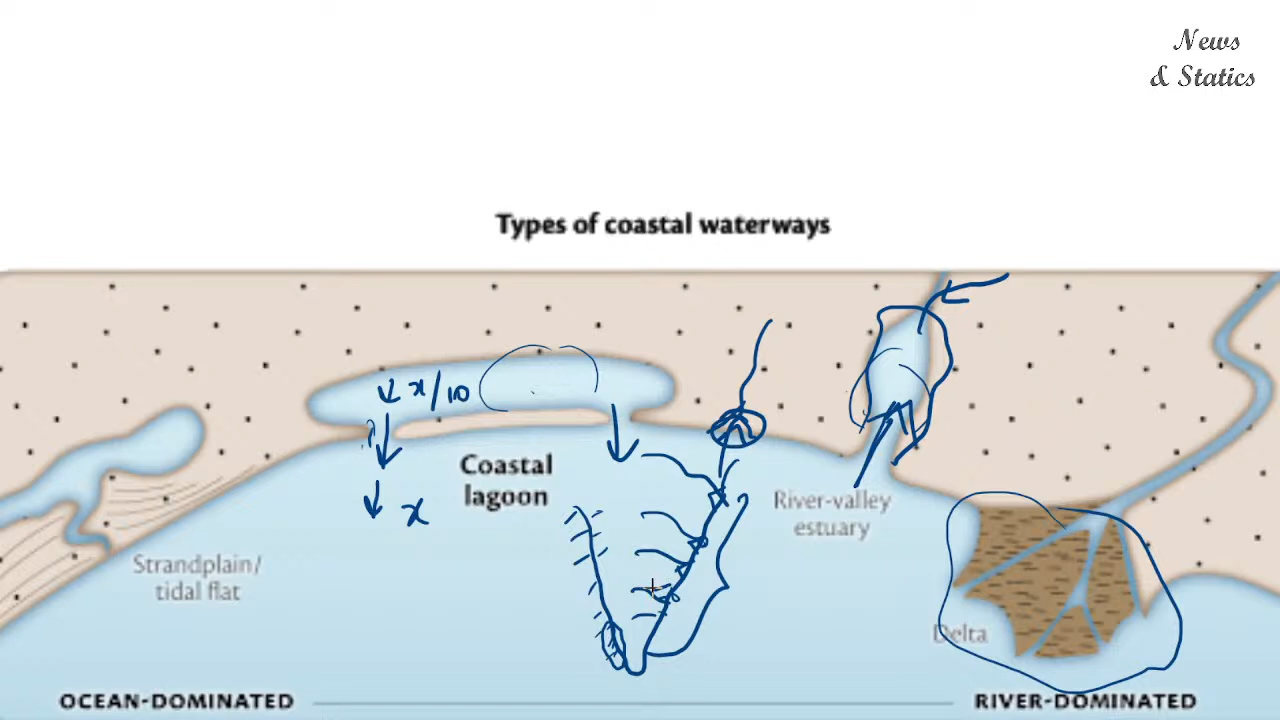 News
& Statics
Types of coastal waterways
x/10
Coastal
lagoon
x
River-valley
estuary
Strandplain/
tidal flat
Delta
OCEAN-DOMINATED
RIVER-DOMINATED